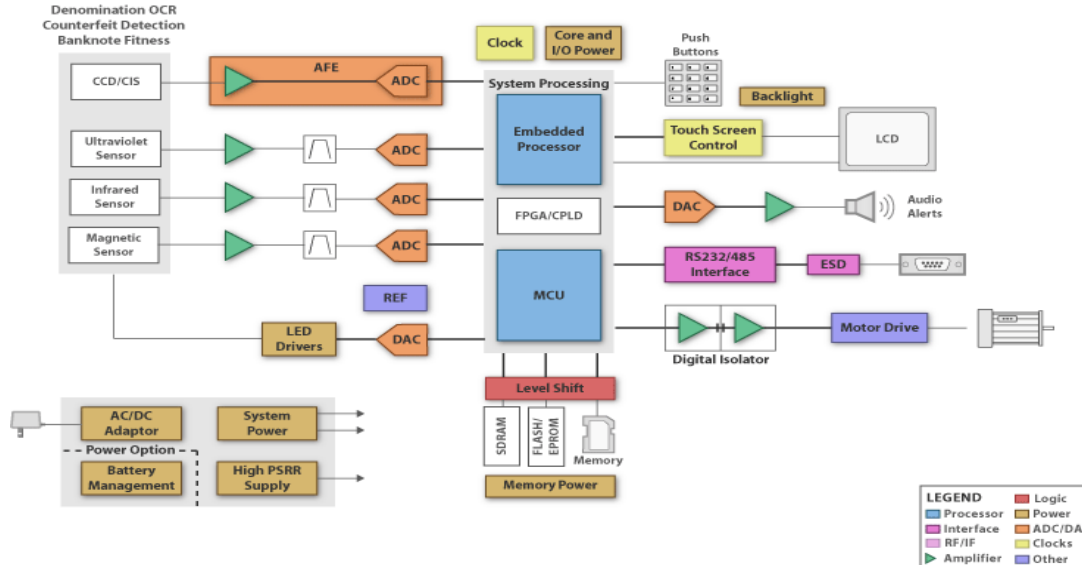 Denomination OCR
Counterfeit Detection
Banknote Fitness
CCD/CIS
AFE
ADC
Ultraviolet
Sensor
ADC
Infrared
Sensor
ADC
Magnetic
Sensor
ADC
REF
LED
Drivers
DAC
Clock
Core and
I/O Power
System Processing
Embedded
Processor
FPGA/CPLD
MCU
Push
Buttons
Backlight
Touch Screen
Control
LCD
DAC
Audio
Alerts
RS232/485
Interface
ESD
Digital Isolator
Motor Drive
Level Shift
SDRAM
FLASH/
EPROM
Memory
Memory Power
AC/DC
Adaptor
System
Power
Power Option
Battery
Management
High PSRR
Supply
LEGEND
Processor
Interface
RF/IF
Amplifier
Logic
Power
ADC/DA
Clocks
Other